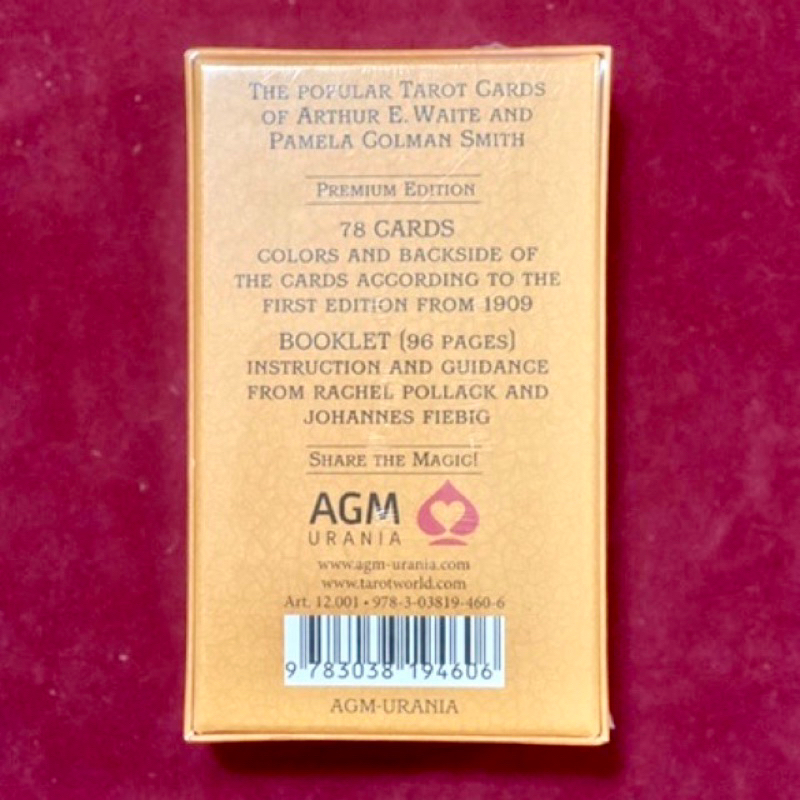 THE POPULAR TAROT CARDS
OF ARTHUR E. WAITE AND
PAMELA COLMAN SMITH
PREMIUM EDITION
78 CARDS
COLORS AND BACKSIDE OF
THE CARDS ACCORDING TO THE
FIRST EDITION FROM 1909
BOOKLET (96 PAGES)
INSTRUCTION AND GUIDANCE
FROM RACHEL POLLACK AND
JOHANNES FIEBIG
SHARE THE MAGIC!
AGM
URANIA
www.agm-urania.com
www.tarotworld.com
Art. 12.001 • 978-3-03819-460-6
9 783038 194606
AGM-URANIA